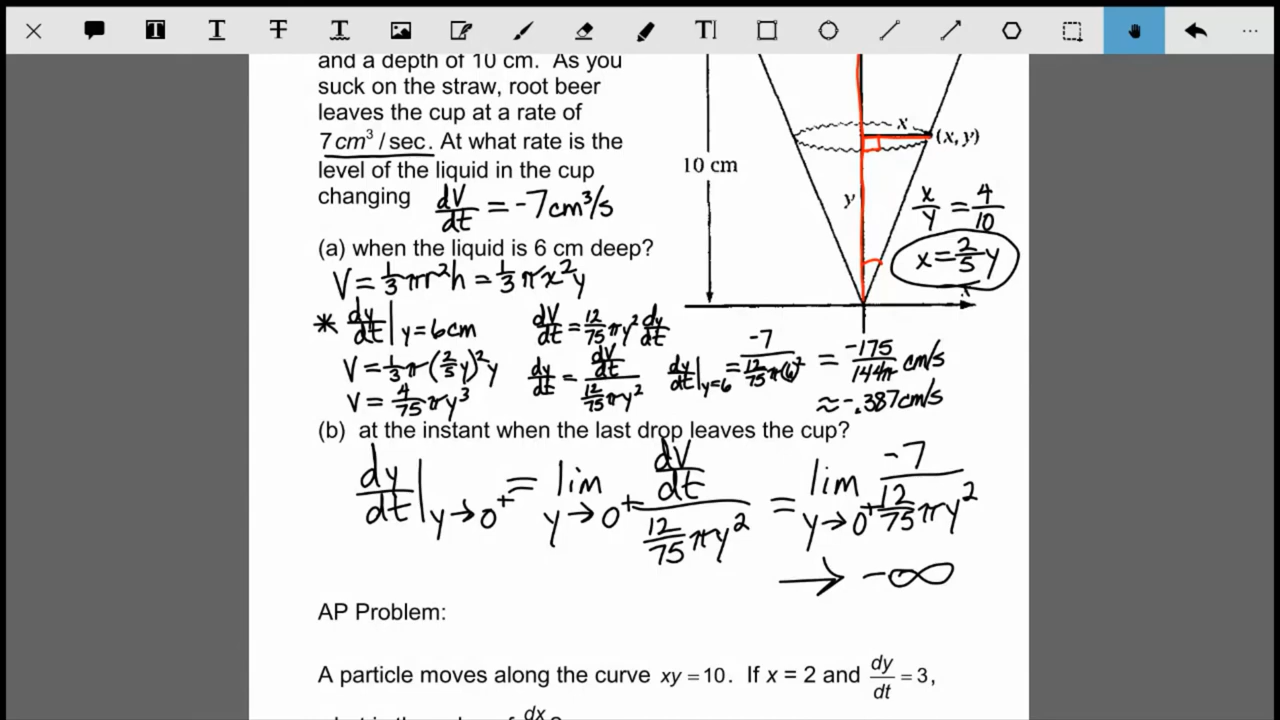 and a depth of 10 cm. As you
suck on the straw, root beer
leaves the cup at a rate of
7 cm³ / sec. At what rate is the
level of the liquid in the cup
changing dV/dt = -7cm³/s
x
(x, y)
10 cm
y
x/y = 4/10
x = 2/5 y
(a) when the liquid is 6 cm deep?
V = 1/3 πr²h = 1/3 πx²y
* dy/dt | y=6cm
dV/dt = 12/75 πy² dy/dt
V = 1/3 π(2/5 y)² y
dy/dt = dV/dt / 12/75 πy²
dy/dt | y=6 = -7 / 12/75 π(6)² = -175/144π cm/s
V = 4/75 πy³
≈ -.387cm/s
(b) at the instant when the last drop leaves the cup?
dy/dt | y→0⁺ = lim y→0⁺ dV/dt / 12/75 πy² = lim y→0⁺ -7 / 12/75 πy²
→ -∞
AP Problem:
A particle moves along the curve xy = 10. If x = 2 and dy/dt = 3,